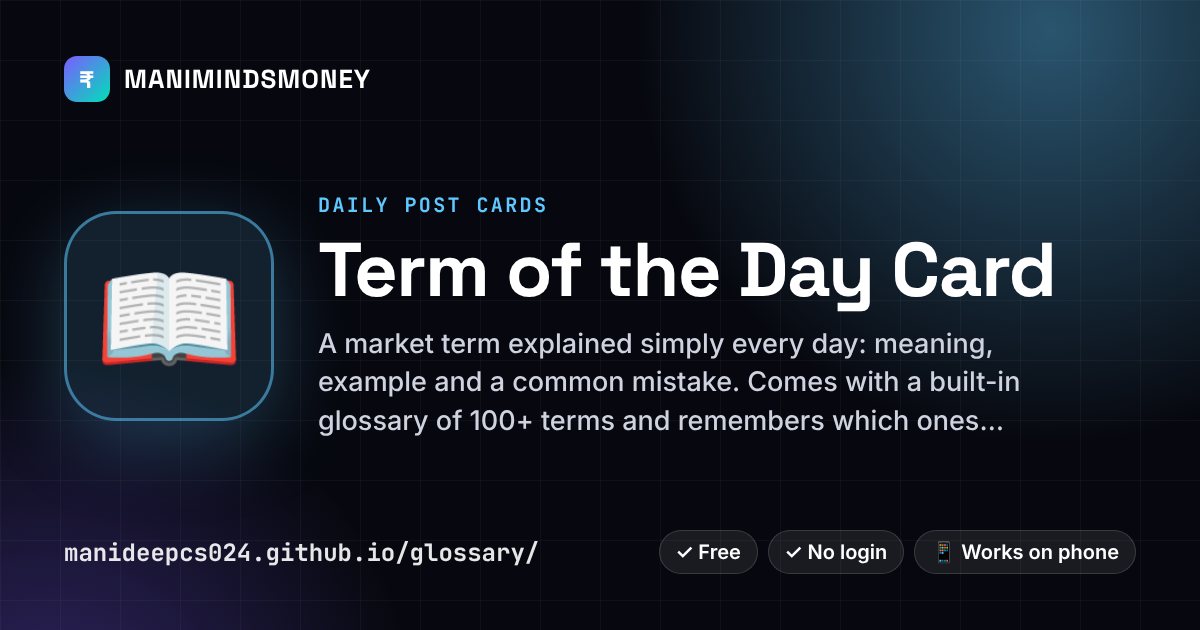 ₹ MANIMINDSMONEY
DAILY POST CARDS
Term of the Day Card
A market term explained simply every day: meaning,
example and a common mistake. Comes with a built-in
glossary of 100+ terms and remembers which ones...
manideepcs024.github.io/glossary/
✓ Free
✓ No login
📱 Works on phone